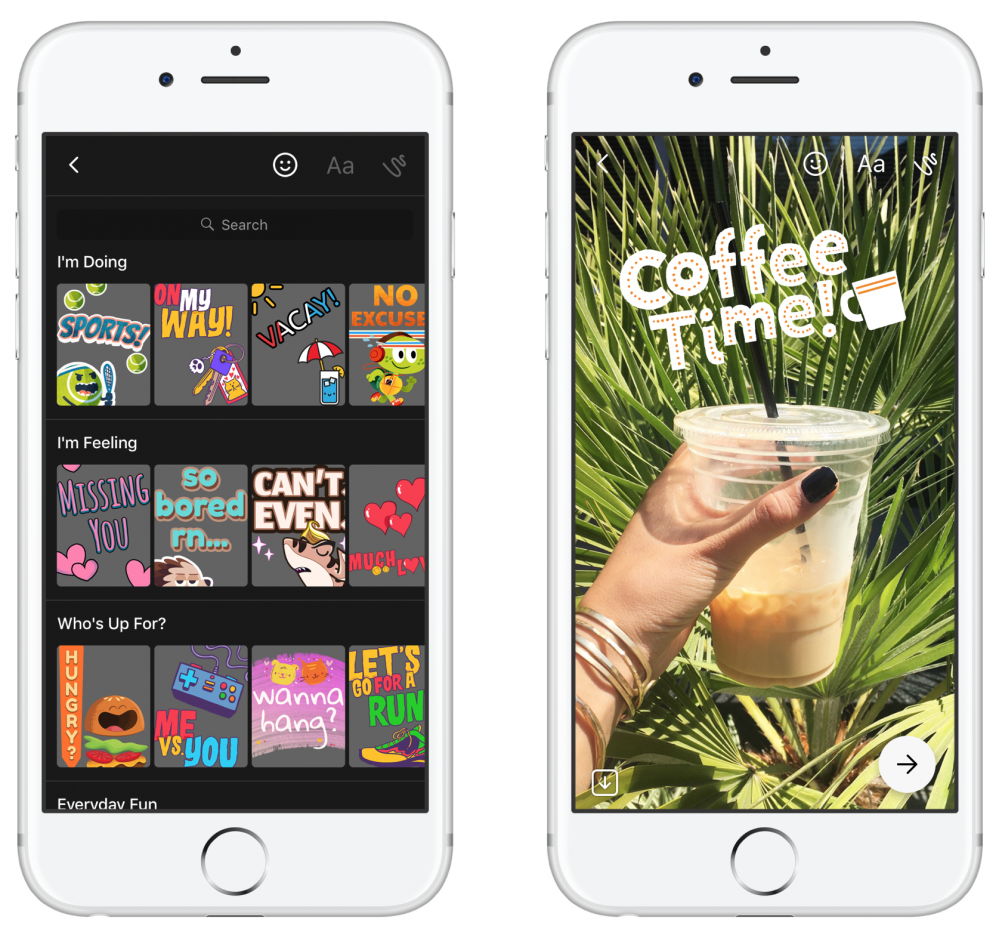 Aa
Search
I'm Doing
SPORTS!
ON MY
WAY!
VACAY!
NO
EXCUSE
I'm Feeling
MISSING
YOU
so
bored
rn...
CAN'T
EVEN.
MUCH LOV
Who's Up For?
HUNGRY?
ME
VS. YOU
wanna
hang?
LET'S
GO FOR A
RUN
Everyday Fun
Aa
Coffee
Time!